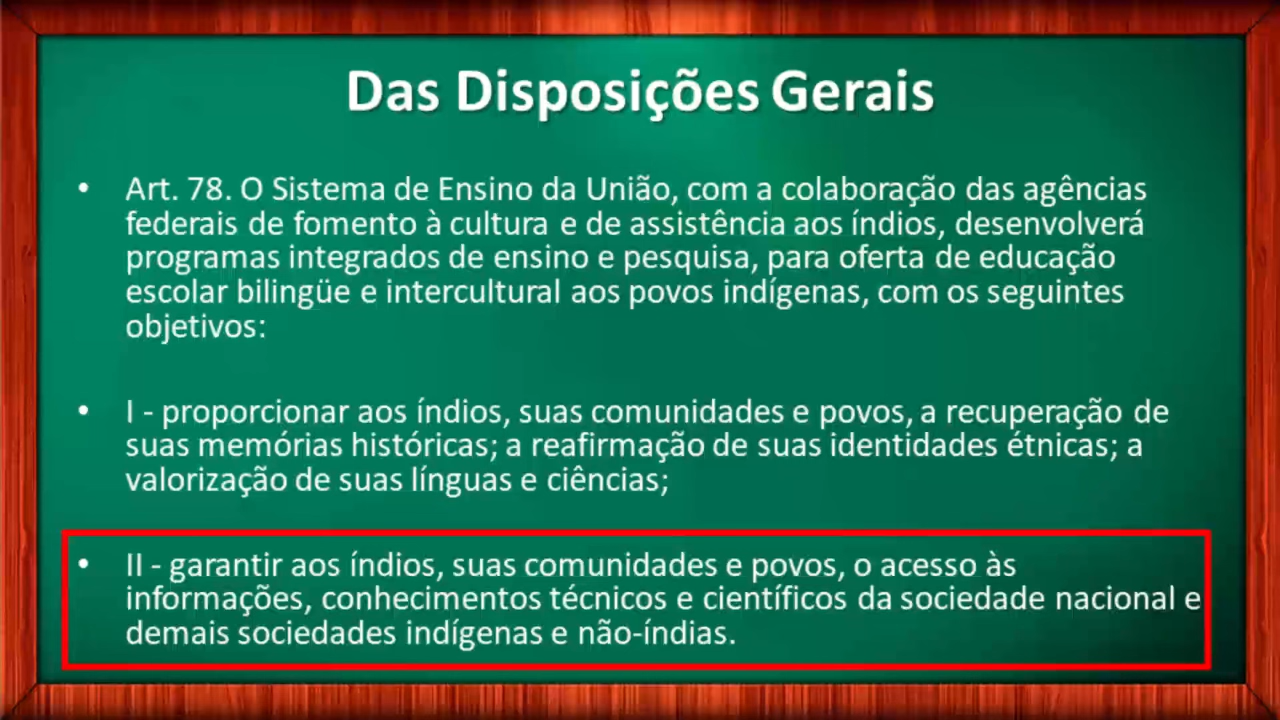 Das Disposições Gerais
• Art. 78. O Sistema de Ensino da União, com a colaboração das agências
federais de fomento à cultura e de assistência aos índios, desenvolverá
programas integrados de ensino e pesquisa, para oferta de educação
escolar bilingüe e intercultural aos povos indígenas, com os seguintes
objetivos:
• I - proporcionar aos índios, suas comunidades e povos, a recuperação de
suas memórias históricas; a reafirmação de suas identidades étnicas; a
valorização de suas línguas e ciências;
• II - garantir aos índios, suas comunidades e povos, o acesso às
informações, conhecimentos técnicos e científicos da sociedade nacional e
demais sociedades indígenas e não-índias.